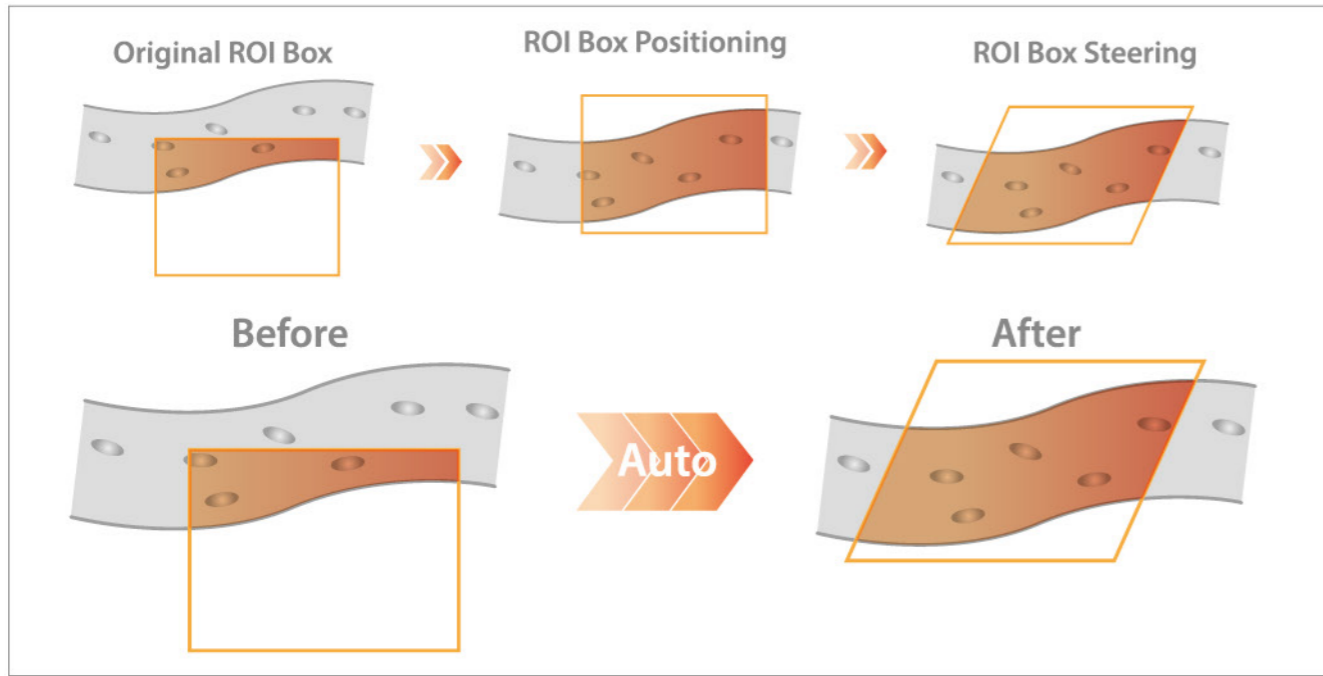 Original ROI Box
ROI Box Positioning
ROI Box Steering
Before
After
Auto